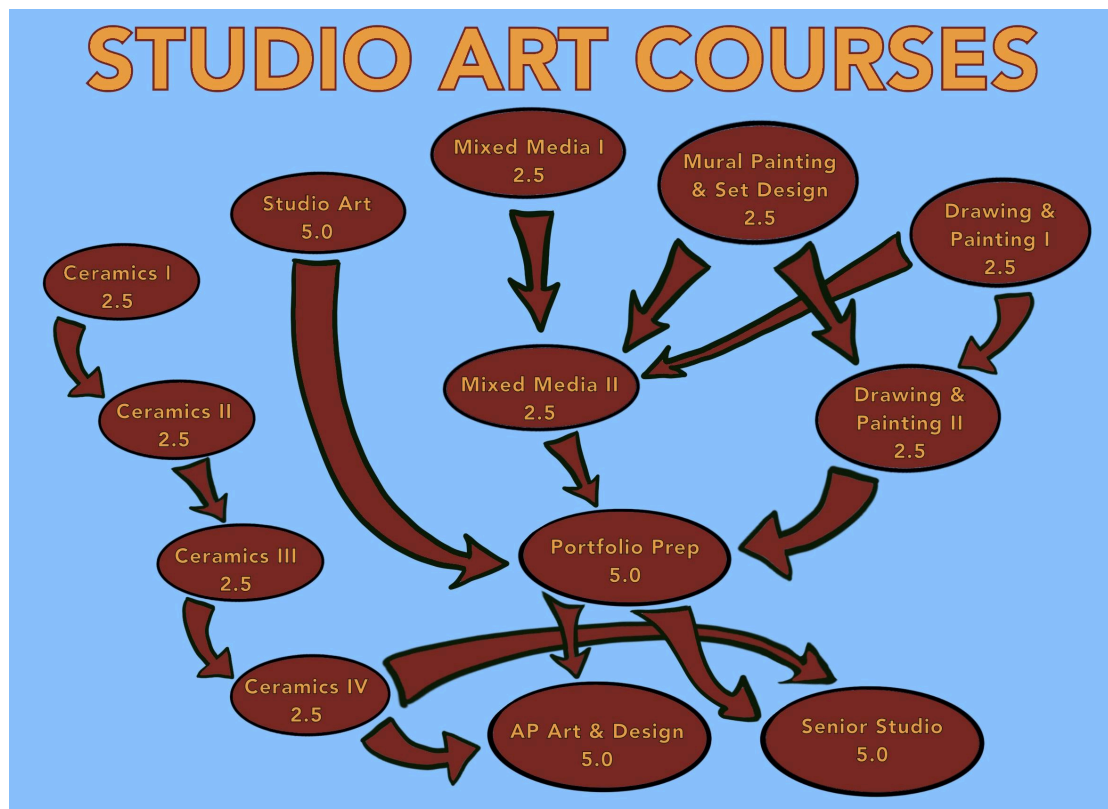 STUDIO ART COURSES
Mixed Media I
2.5
Mural Painting
& Set Design
2.5
Studio Art
5.0
Drawing &
Painting I
2.5
Ceramics I
2.5
Mixed Media II
2.5
Drawing &
Painting II
2.5
Ceramics II
2.5
Ceramics III
2.5
Portfolio Prep
5.0
Ceramics IV
2.5
AP Art & Design
5.0
Senior Studio
5.0